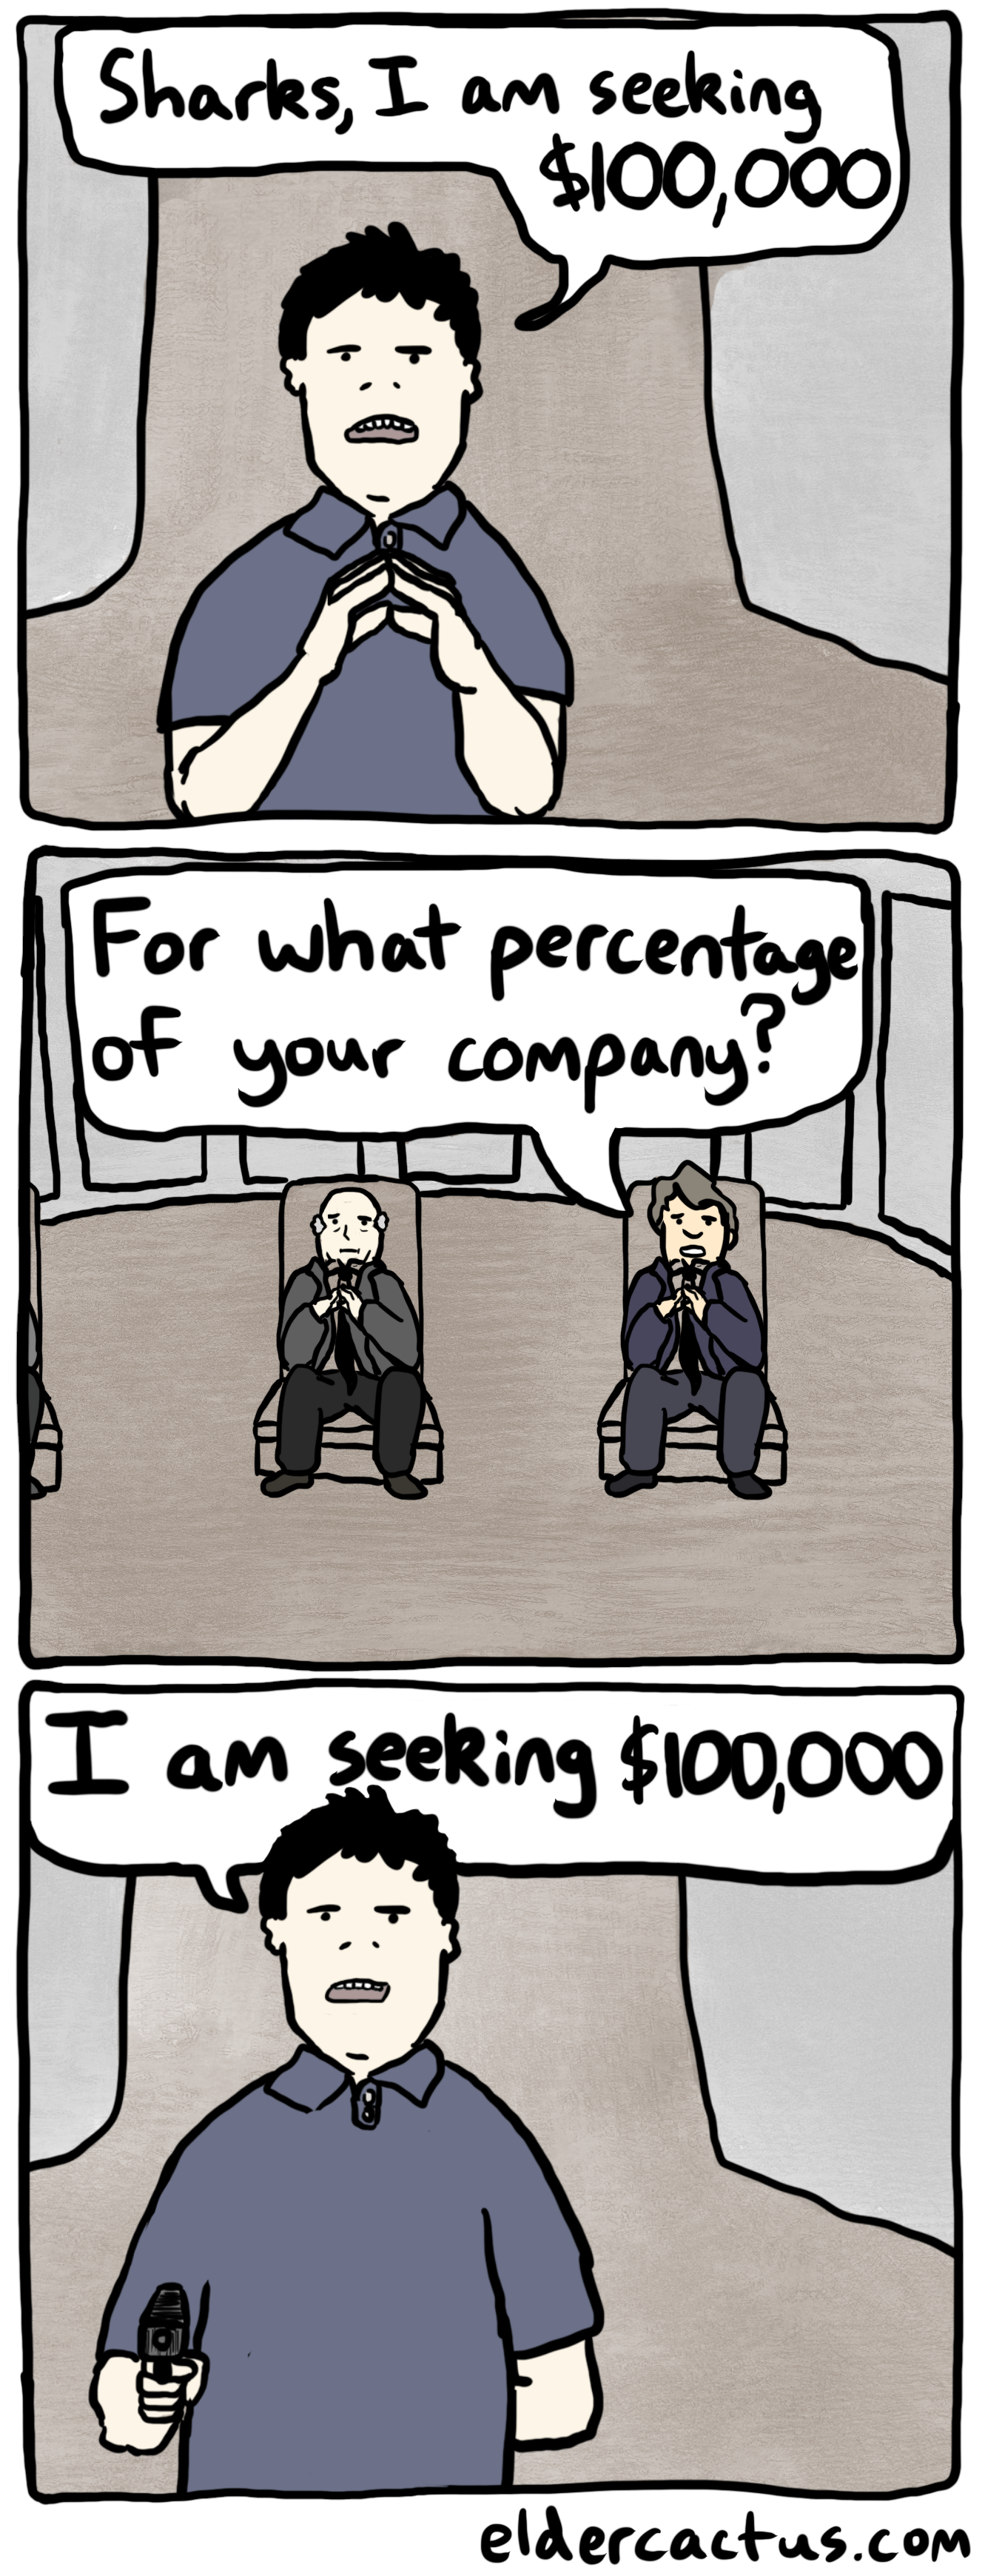 Sharks, I am seeking
$100,000
For what percentage
of your company?
I am seeking $100,000
eldercactus.com